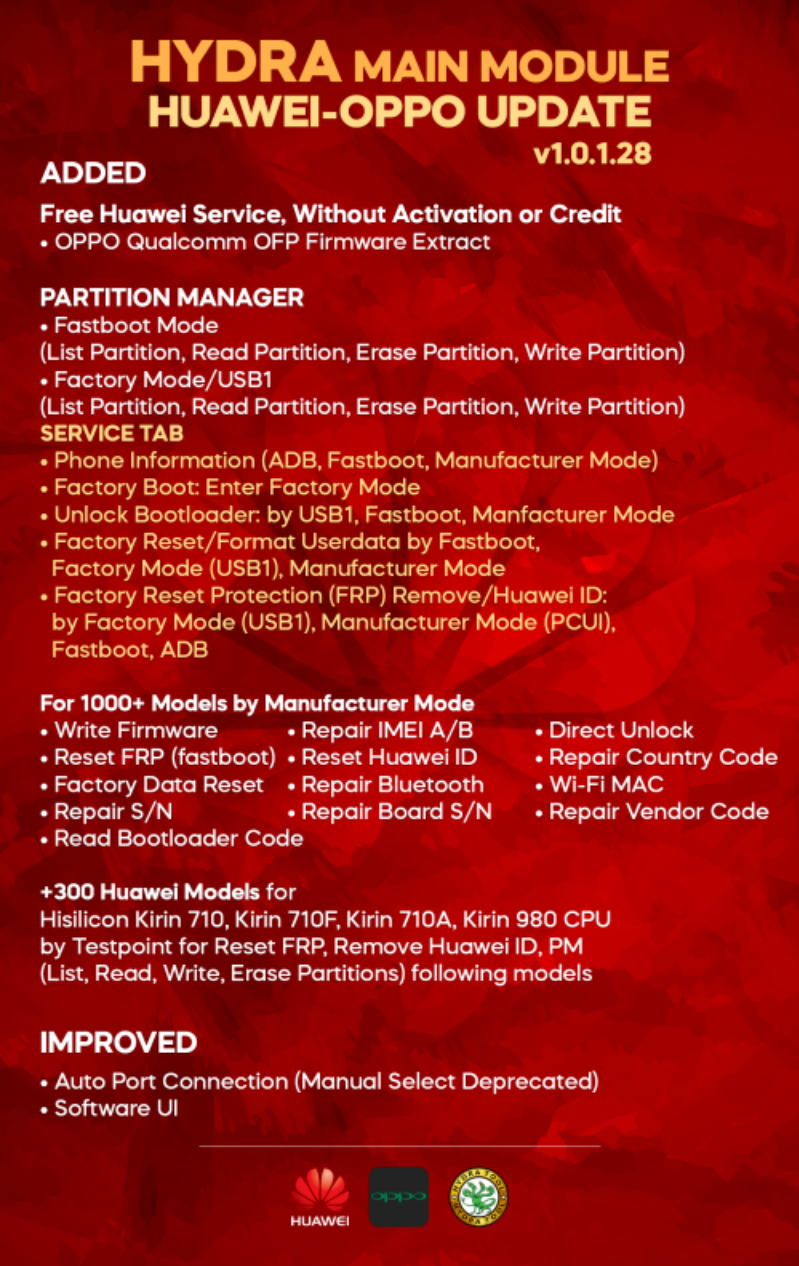 HYDRA MAIN MODULE
HUAWEI-OPPO UPDATE
v1.0.1.28
ADDED
Free Huawei Service, Without Activation or Credit
• OPPO Qualcomm OFP Firmware Extract
PARTITION MANAGER
• Fastboot Mode
(List Partition, Read Partition, Erase Partition, Write Partition)
• Factory Mode/USB1
(List Partition, Read Partition, Erase Partition, Write Partition)
SERVICE TAB
• Phone Information (ADB, Fastboot, Manufacturer Mode)
• Factory Boot: Enter Factory Mode
• Unlock Bootloader: by USB1, Fastboot, Manfacturer Mode
• Factory Reset/Format Userdata by Fastboot,
Factory Mode (USB1), Manufacturer Mode
• Factory Reset Protection (FRP) Remove/Huawei ID:
by Factory Mode (USB1), Manufacturer Mode (PCUI),
Fastboot, ADB
For 1000+ Models by Manufacturer Mode
• Write Firmware • Repair IMEI A/B • Direct Unlock
• Reset FRP (fastboot) • Reset Huawei ID • Repair Country Code
• Factory Data Reset • Repair Bluetooth • Wi-Fi MAC
• Repair S/N • Repair Board S/N • Repair Vendor Code
• Read Bootloader Code
+300 Huawei Models for
Hisilicon Kirin 710, Kirin 710F, Kirin 710A, Kirin 980 CPU
by Testpoint for Reset FRP, Remove Huawei ID, PM
(List, Read, Write, Erase Partitions) following models
IMPROVED
• Auto Port Connection (Manual Select Deprecated)
• Software UI
HUAWEI
oppo
HYDRA TOOL
HYDRA TOOL